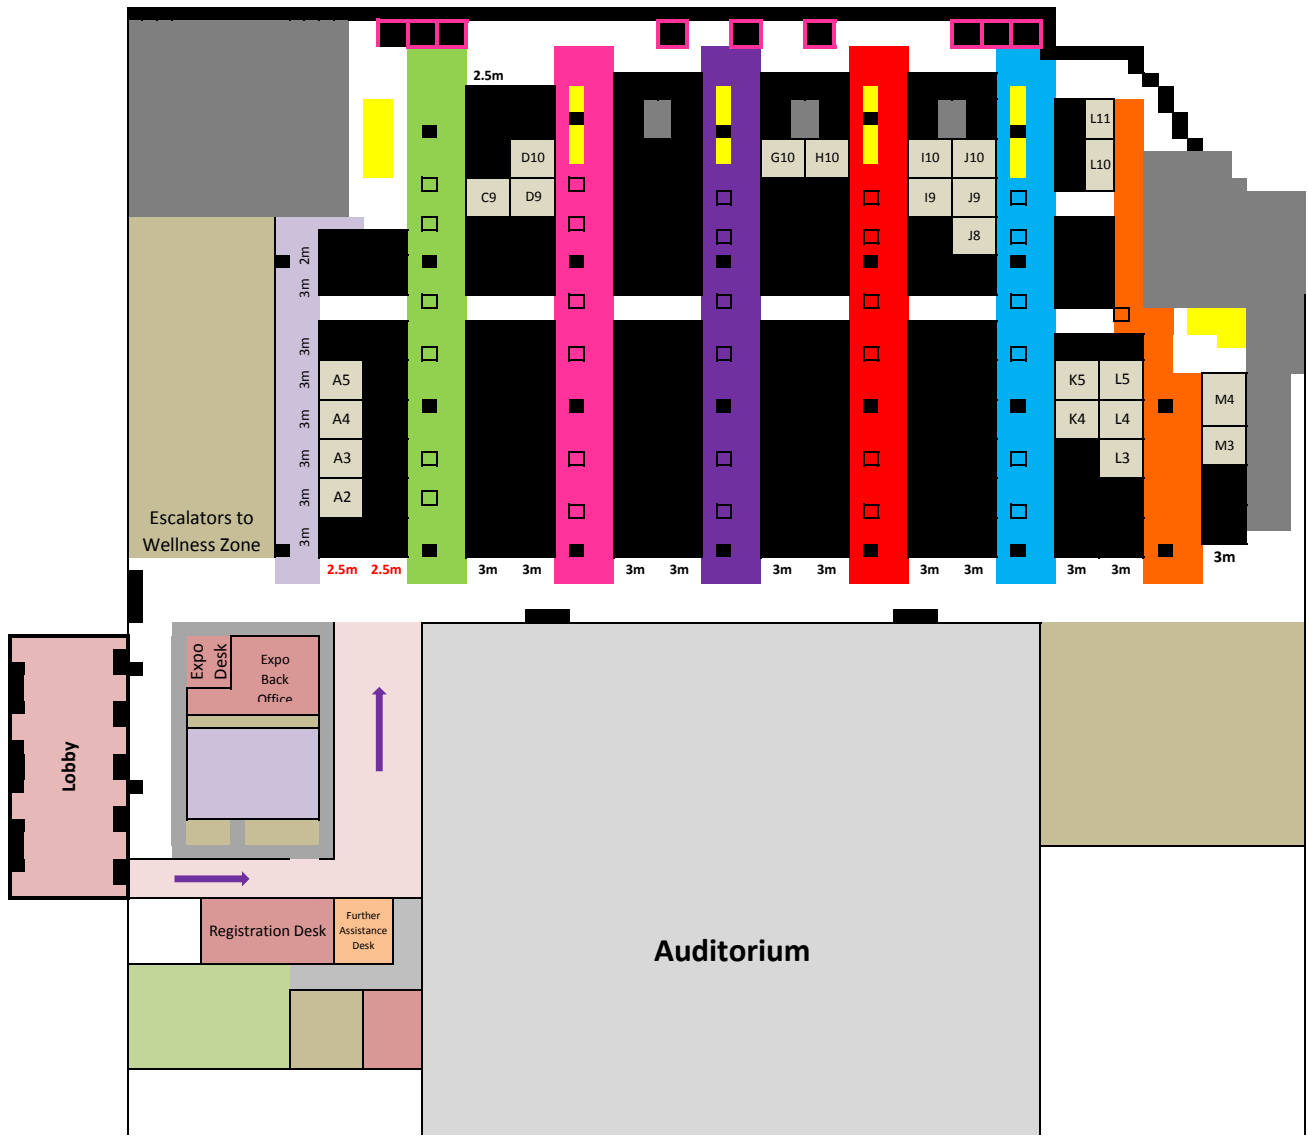 2.5m
L11
D10
G10
H10
I10
J10
L10
C9
D9
I9
J9
J8
2m
3m
3m
3m
3m
3m
3m
3m
A5
A4
A3
A2
K5
L5
K4
L4
L3
M4
M3
Escalators to
Wellness Zone
2.5m
2.5m
3m
3m
3m
3m
3m
3m
3m
3m
3m
3m
3m
Expo
Desk
Expo
Back
Office
Lobby
Registration Desk
Further
Assistance
Desk
Auditorium